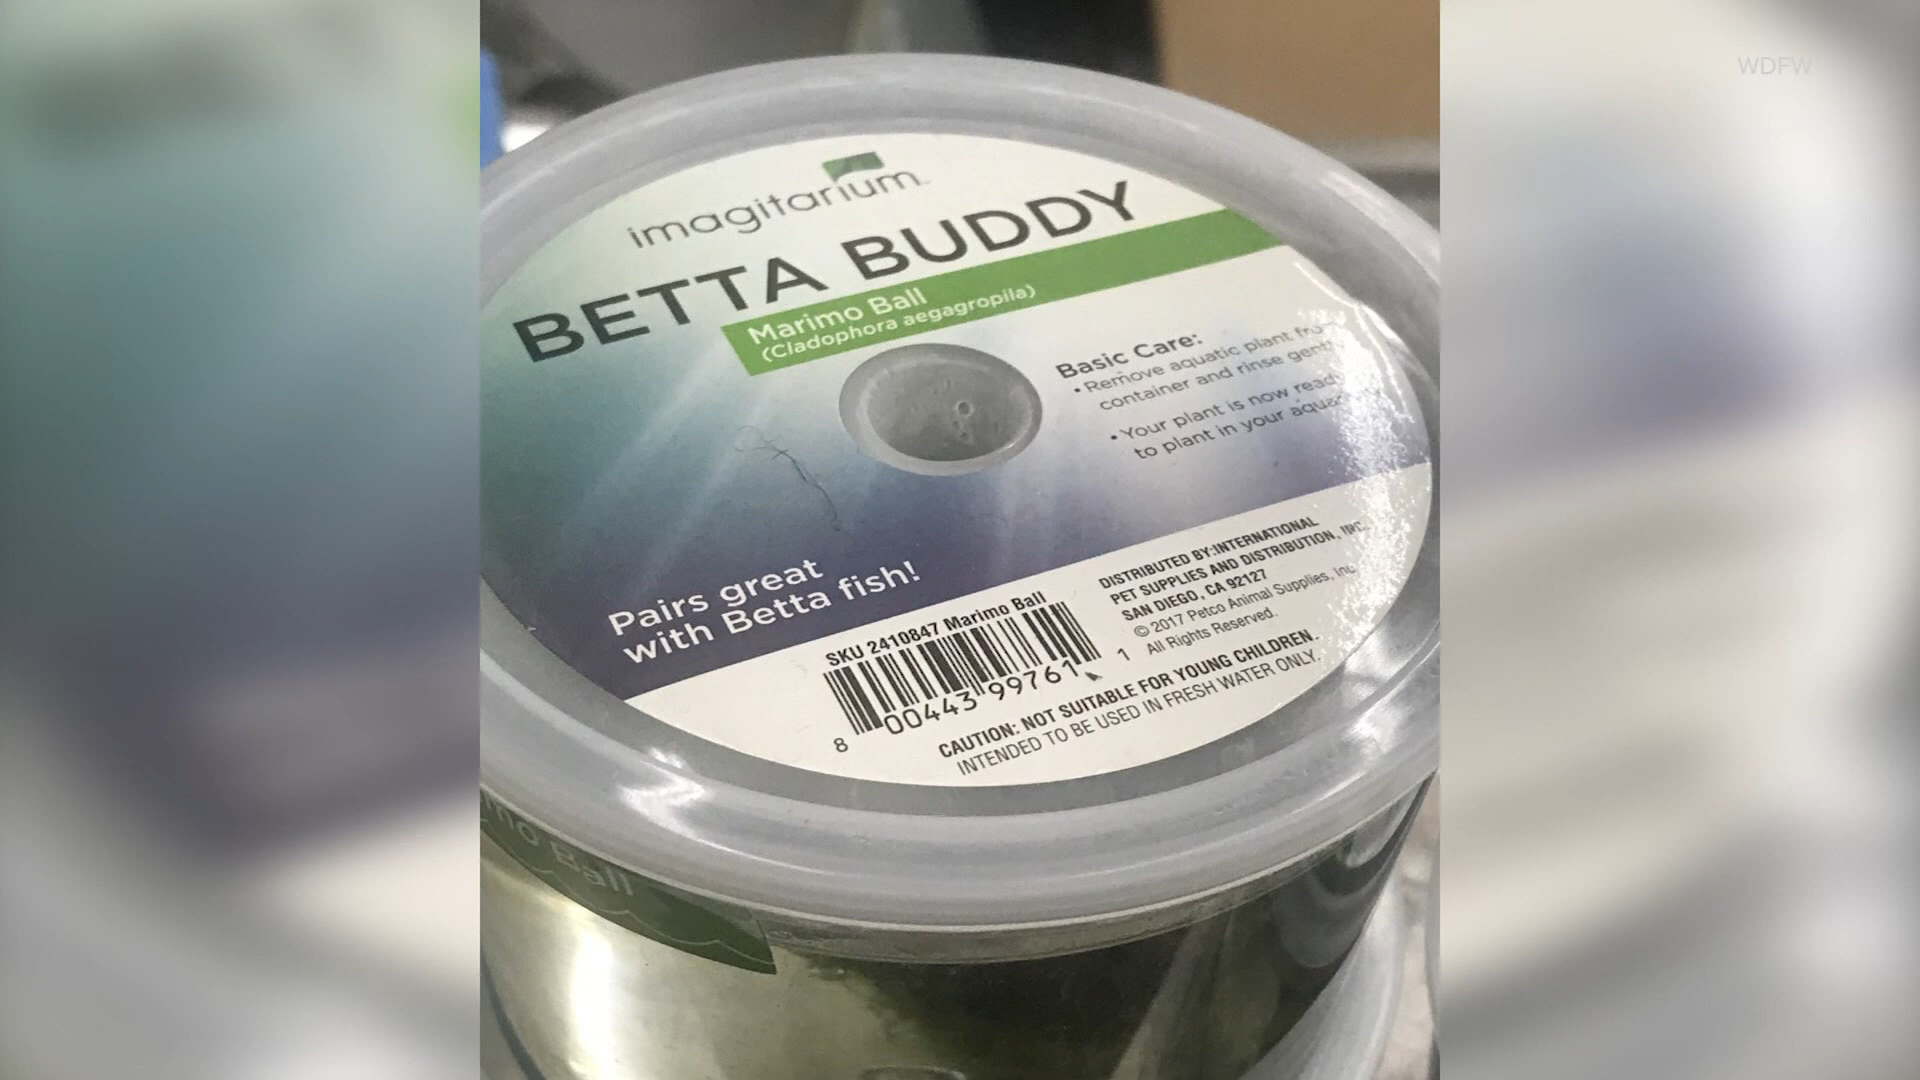 WDFW
imagitarium
BETTA BUDDY
Marimo Ball
(Cladophora aegagropila)
Basic Care:
• Remove aquatic plant from
container and rinse gently
• Your plant is now ready
to plant in your
Pairs great
with Betta fish!
SKU 2410847 Marimo Ball
8 00443 99761 1
DISTRIBUTED BY:INTERNATIONAL
PET SUPPLIES AND DISTRIBUTION, INC.
SAN DIEGO, CA 92127
© 2017 Petco Animal Supplies, Inc.
All Rights Reserved.
CAUTION: NOT SUITABLE FOR YOUNG CHILDREN.
INTENDED TO BE USED IN FRESH WATER ONLY.
Ball